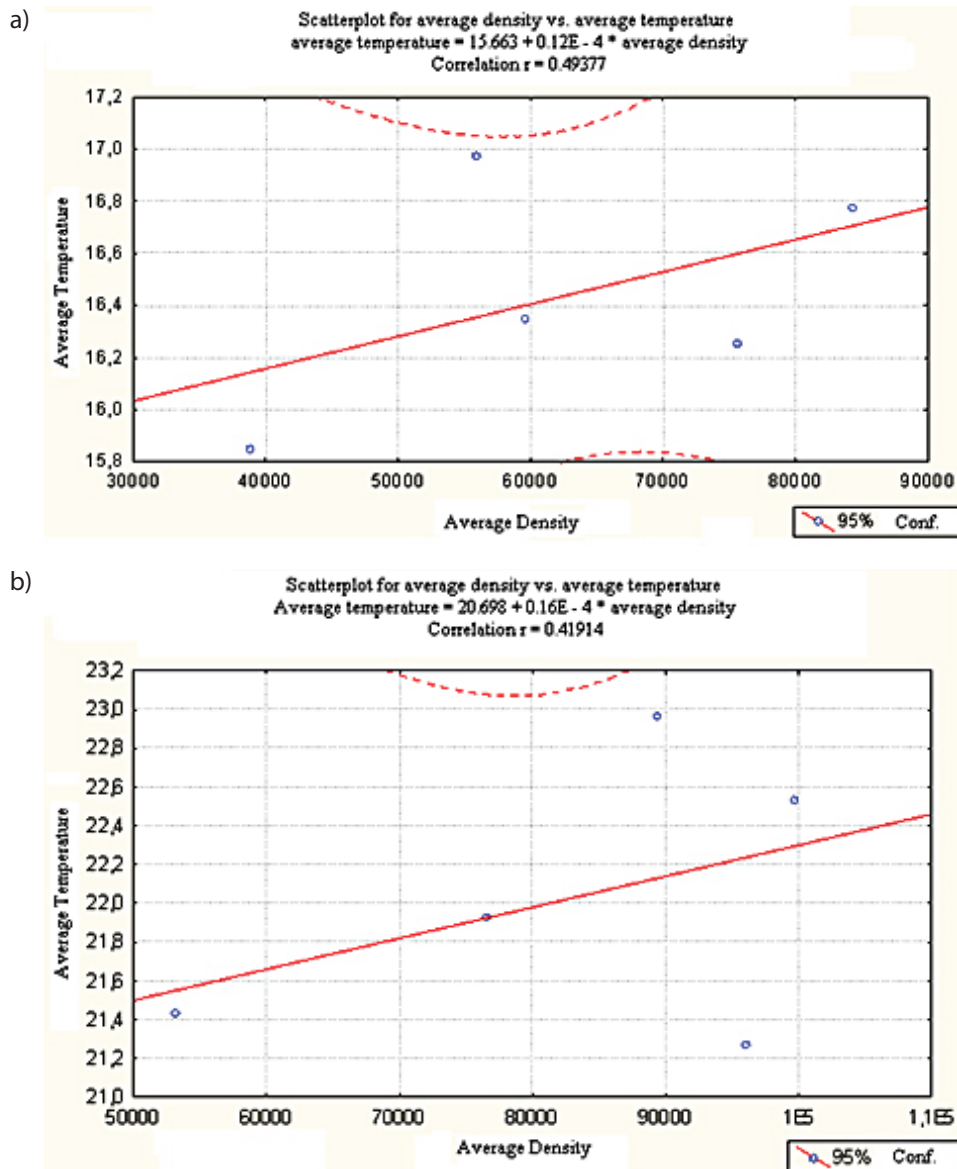 a)
Scatterplot for average density vs. average temperature
average temperature = 15.663 + 0.12E - 4 * average density
Correlation r = 0.49377
17,2
17,0
16,8
16,6
16,4
16,2
16,0
15,8
Average Temperature
30000 40000 50000 60000 70000 80000 90000
Average Density
95% Conf.
b)
Scatterplot for average density vs. average temperature
Average temperature = 20.698 + 0.16E - 4 * average density
Correlation r = 0.41914
23,2
23,0
22,8
22,6
22,4
22,2
22,0
21,8
21,6
21,4
21,2
21,0
Average Temperature
50000 60000 70000 80000 90000 1E5 1,1E5
Average Density
95% Conf.